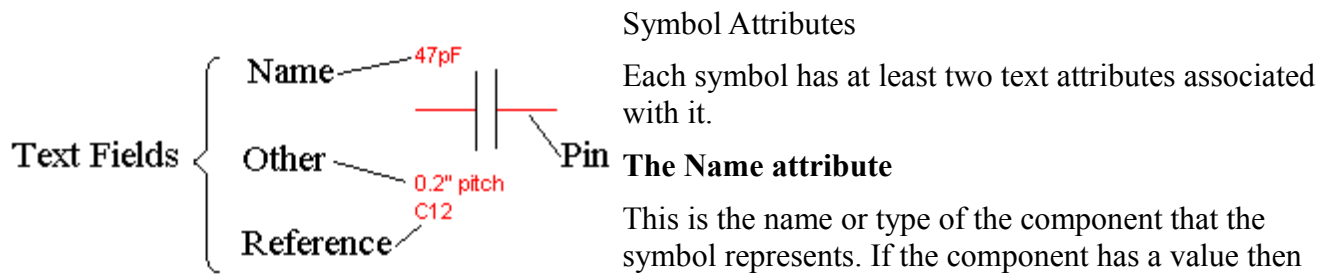 Text Fields
Name
47pF
Other
0.2" pitch
C12
Reference
Pin
Symbol Attributes
Each symbol has at least two text attributes associated
with it.
The Name attribute
This is the name or type of the component that the
symbol represents. If the component has a value then